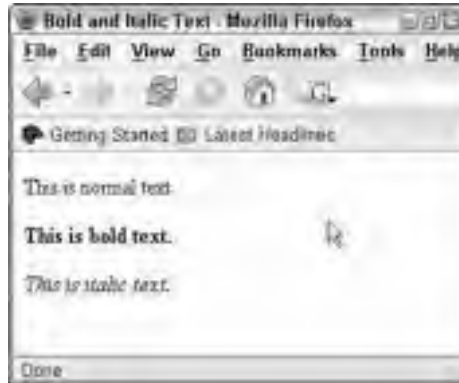 Bold and Italic Text - Mozilla Firefox
File Edit View Go Bookmarks Tools Help
Getting Started Latest Headlines
This is normal text.
This is bold text.
This is italic text.
Done